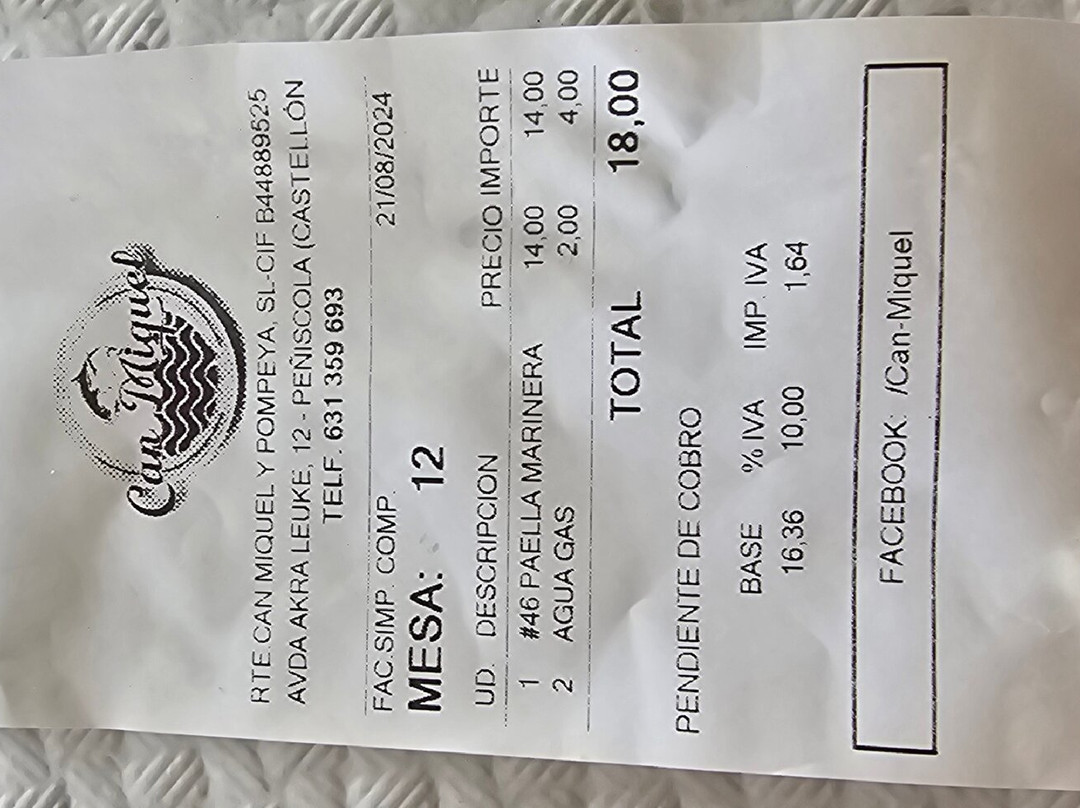 Can Miquel
RTE.CAN MIQUEL Y POMPEYA, SL-CIF B44889525
AVDA AKRA LEUKE, 12 - PEÑISCOLA (CASTELLÓN
TELF. 631 359 693
FAC.SIMP. COMP. 21/08/2024
MESA: 12
UD. DESCRIPCION PRECIO IMPORTE
1 #46 PAELLA MARINERA 14,00 14,00
2 AGUA GAS 2,00 4,00
TOTAL 18,00
PENDIENTE DE COBRO
BASE % IVA IMP. IVA
16,36 10,00 1,64
FACEBOOK: /Can-Miquel